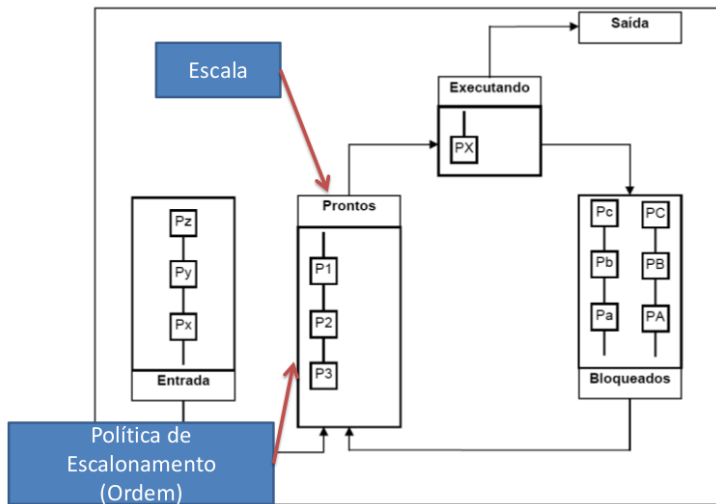 Saída
Escala
Executando
PX
Prontos
P1
P2
P3
Pz
Py
Px
Entrada
Pc
PC
Pb
PB
Pa
PA
Bloqueados
Política de
Escalonamento
(Ordem)